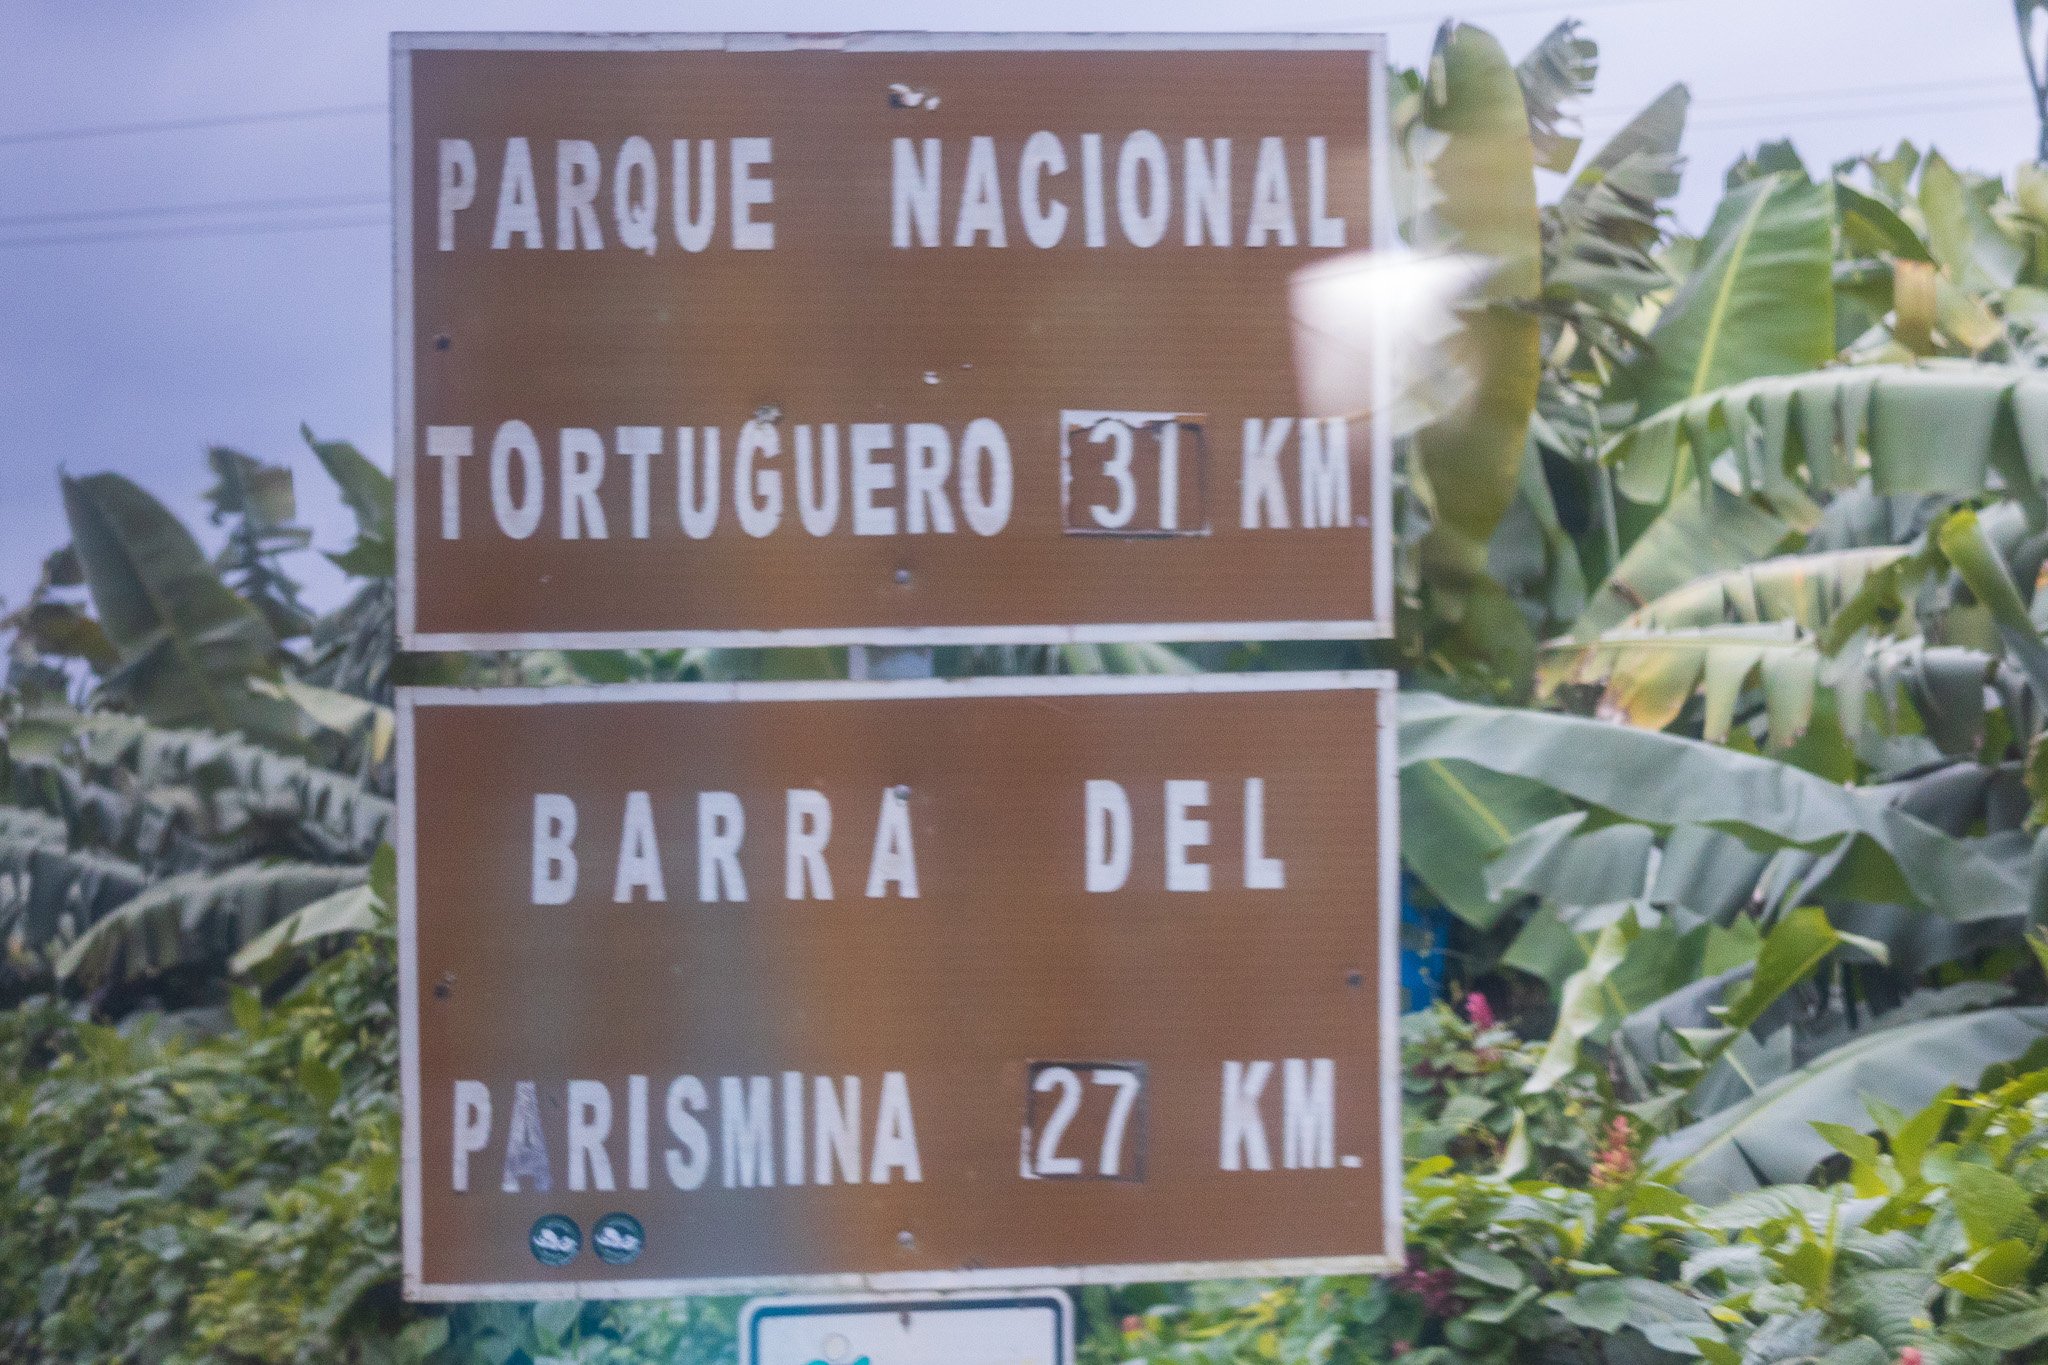 PARQUE NACIONAL
TORTUGUERO 31 KM.
BARRA DEL
PARISMINA 27 KM.